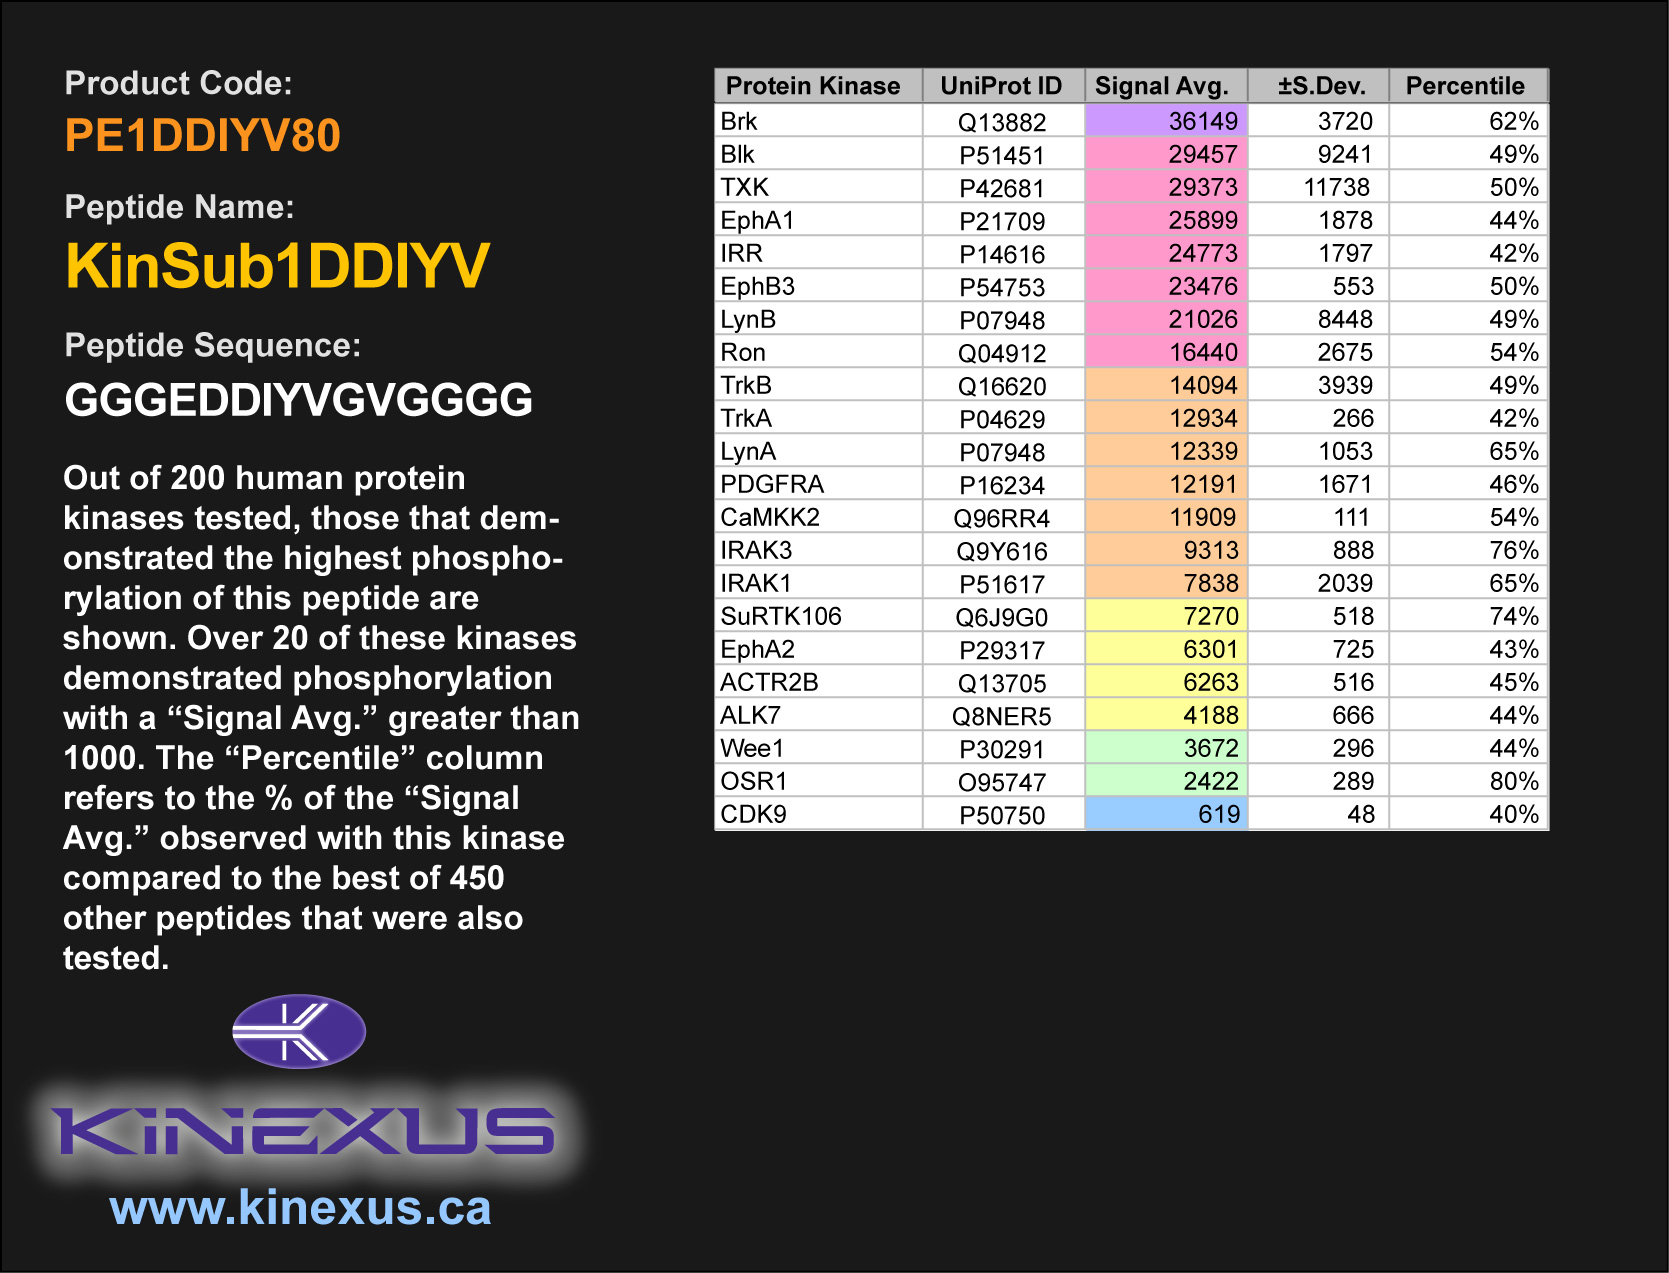 Product Code:
PE1DDIYV80
Peptide Name:
KinSub1DDIYV
Peptide Sequence:
GGGEDDIYVGVGGGG
Out of 200 human protein
kinases tested, those that dem-
onstrated the highest phospho-
rylation of this peptide are
shown. Over 20 of these kinases
demonstrated phosphorylation
with a “Signal Avg.” greater than
1000. The “Percentile” column
refers to the % of the “Signal
Avg.” observed with this kinase
compared to the best of 450
other peptides that were also
tested.
KINEXUS
www.kinexus.ca
Protein Kinase UniProt ID Signal Avg. ±S.Dev. Percentile
Brk Q13882 36149 3720 62%
Blk P51451 29457 9241 49%
TXK P42681 29373 11738 50%
EphA1 P21709 25899 1878 44%
IRR P14616 24773 1797 42%
EphB3 P54753 23476 553 50%
LynB P07948 21026 8448 49%
Ron Q04912 16440 2675 54%
TrkB Q16620 14094 3939 49%
TrkA P04629 12934 266 42%
LynA P07948 12339 1053 65%
PDGFRA P16234 12191 1671 46%
CaMKK2 Q96RR4 11909 111 54%
IRAK3 Q9Y616 9313 888 76%
IRAK1 P51617 7838 2039 65%
SuRTK106 Q6J9G0 7270 518 74%
EphA2 P29317 6301 725 43%
ACTR2B Q13705 6263 516 45%
ALK7 Q8NER5 4188 666 44%
Wee1 P30291 3672 296 44%
OSR1 O95747 2422 289 80%
CDK9 P50750 619 48 40%